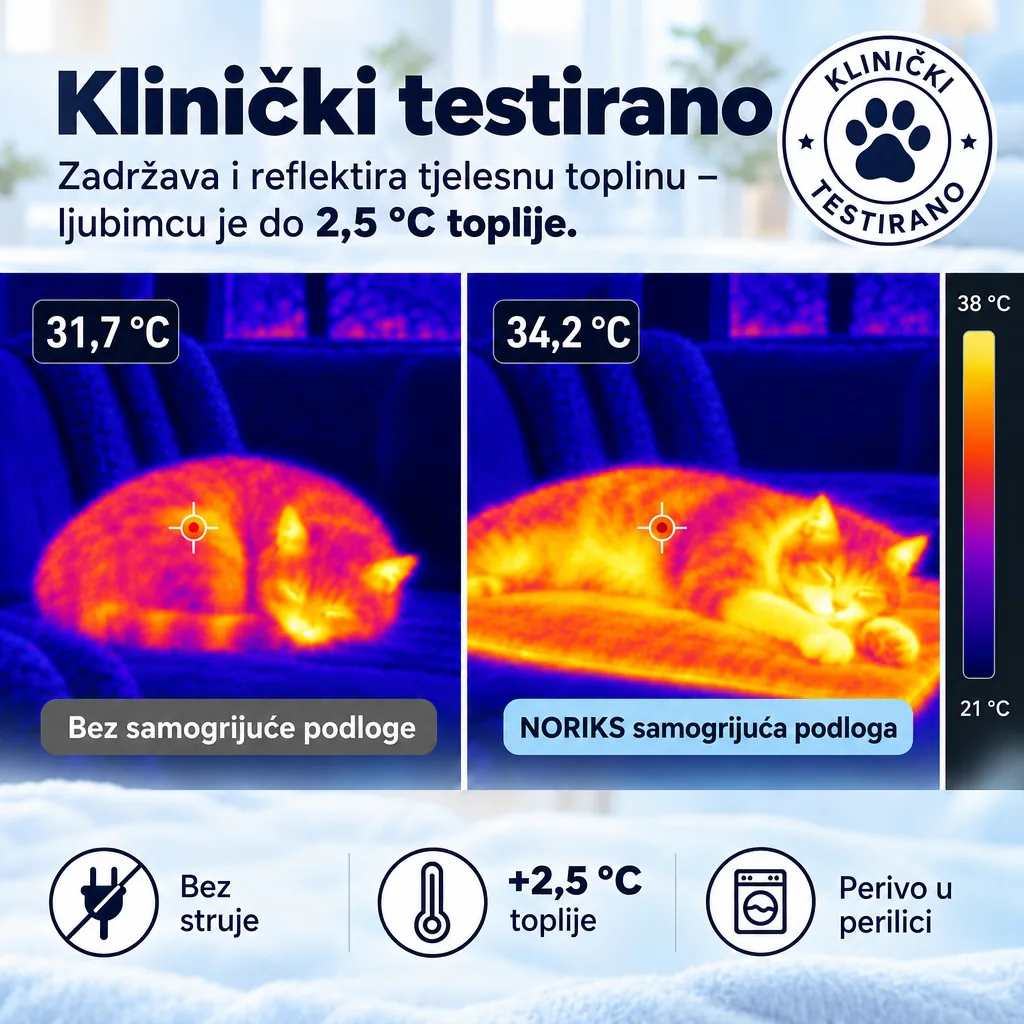 Klinički testirano
Zadržava i reflektira tjelesnu toplinu –
ljubimcu je do 2,5 °C toplije.
KLINIČKI
TESTIRANO
31,7 °C
34,2 °C
38 °C
21 °C
Bez samogrijuće podloge
NORIKS samogrijuća podloga
Bez
struje
+2,5 °C
toplije
Perivo u
perilici